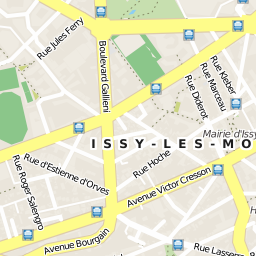 Rue Jules Ferry
Boulevard Gallieni
Rue Kléber
Rue Marceau
Rue Diderot
Mairie d'Issy
ISSY-LES-MO
Rue Hoche
Rue d'Estienne d'Orves
Rue Roger Salengro
Avenue Victor Cresson
Avenue Bourgain
Rue Lasserre